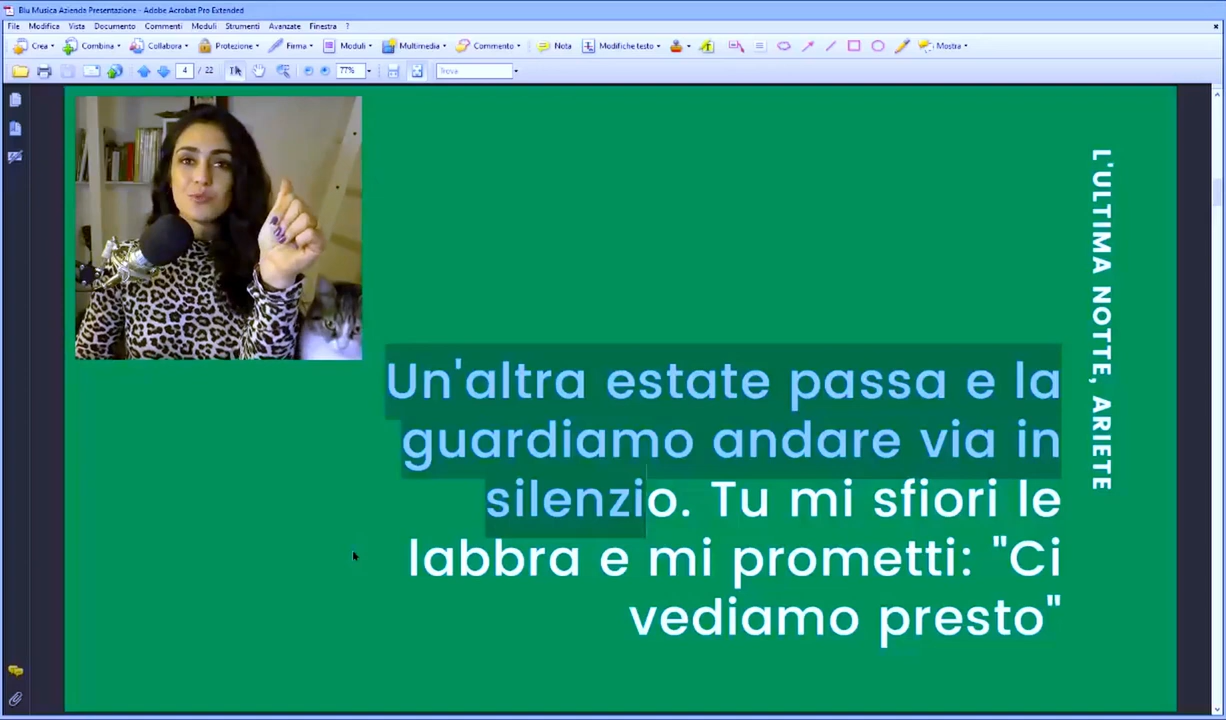 Blu Musica Azienda Presentazione - Adobe Acrobat Pro Extended
File Modifica Vista Documento Commenti Moduli Strumenti Avanzate Finestra ?
Crea Combina Collabora Protezione Firma Moduli Multimedia Commento Nota Modifiche testo Mostra
4 / 22 77% Trova
L'ULTIMA NOTTE, ARIETE
Un'altra estate passa e la
guardiamo andare via in
silenzio. Tu mi sfiori le
labbra e mi prometti: "Ci
vediamo presto"